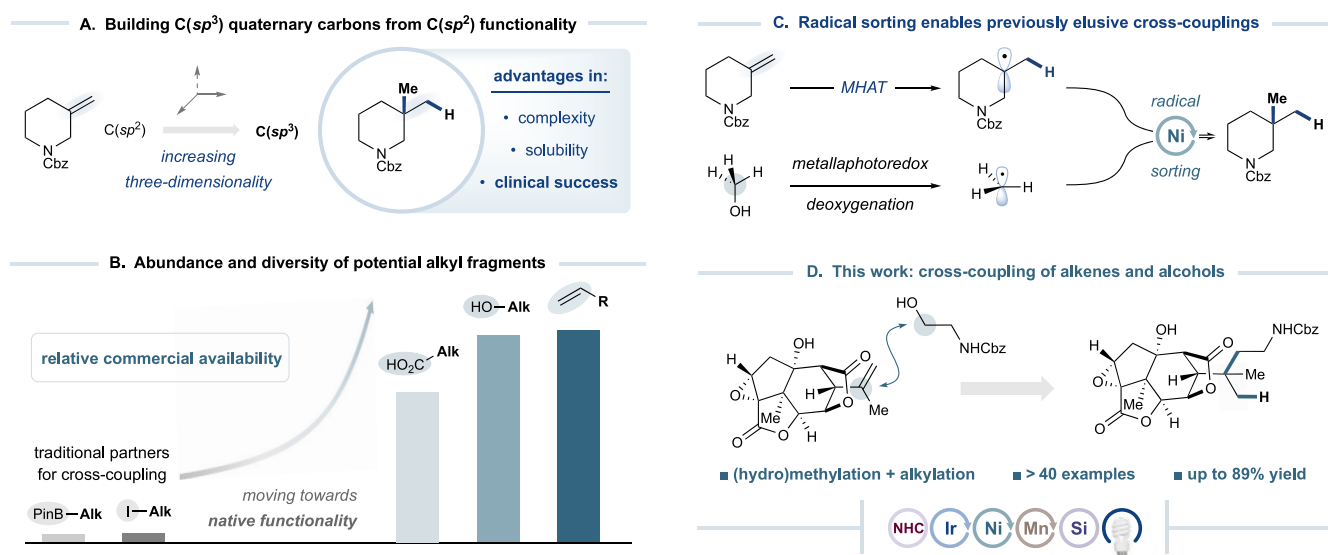 A. Building C(sp³) quaternary carbons from C(sp²) functionality
N
Cbz
C(sp²)
C(sp³)
increasing
three-dimensionality
Me
H
N
Cbz
advantages in:
• complexity
• solubility
• clinical success
B. Abundance and diversity of potential alkyl fragments
relative commercial availability
traditional partners
for cross-coupling
PinB—Alk
I—Alk
moving towards
native functionality
HO₂C Alk
HO—Alk
R
C. Radical sorting enables previously elusive cross-couplings
N
Cbz
MHAT
H
N
Cbz
H
H
H
OH
metallaphotoredox
deoxygenation
H
H
H
radical
Ni
sorting
Me
H
N
Cbz
D. This work: cross-coupling of alkenes and alcohols
HO
NHCbz
OH
O
H
O
H
O
Me
Me
O
O
H
OH
O
NHCbz
H
O
H
O
Me
Me
H
O
O
H
■ (hydro)methylation + alkylation
■ > 40 examples
■ up to 89% yield
NHC
Ir
Ni
Mn
Si